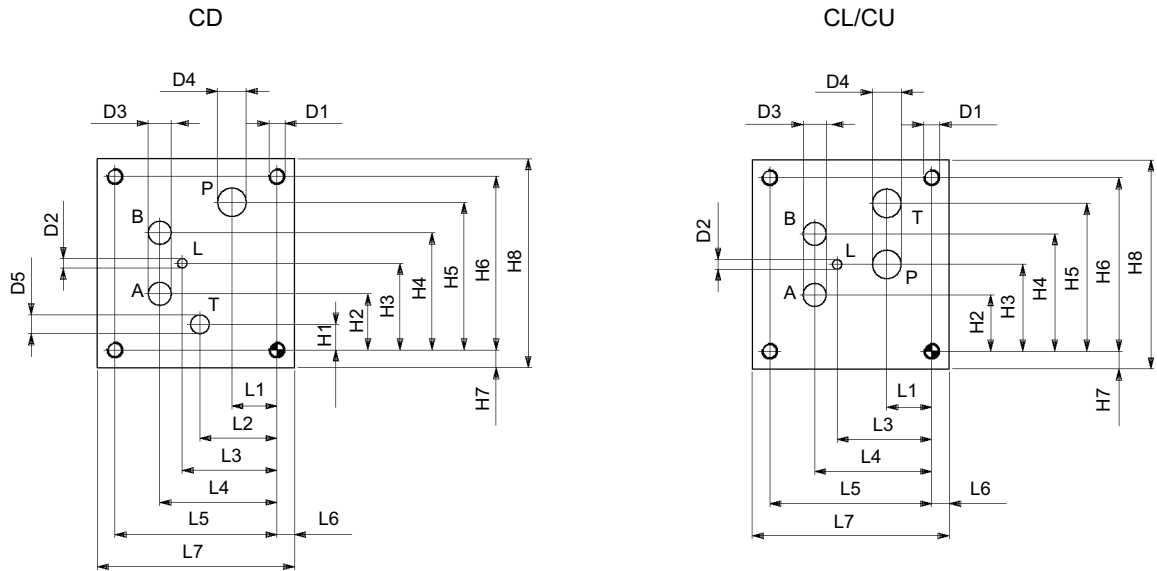 CD
D4
D3
D1
P
B
L
D2
A
T
D5
H1
H2
H3
H4
H5
H6
H8
H7
L1
L2
L3
L4
L5
L6
L7
CL/CU
D4
D3
D1
T
B
L
D2
P
A
H2
H3
H4
H5
H6
H8
H7
L1
L3
L4
L5
L6
L7